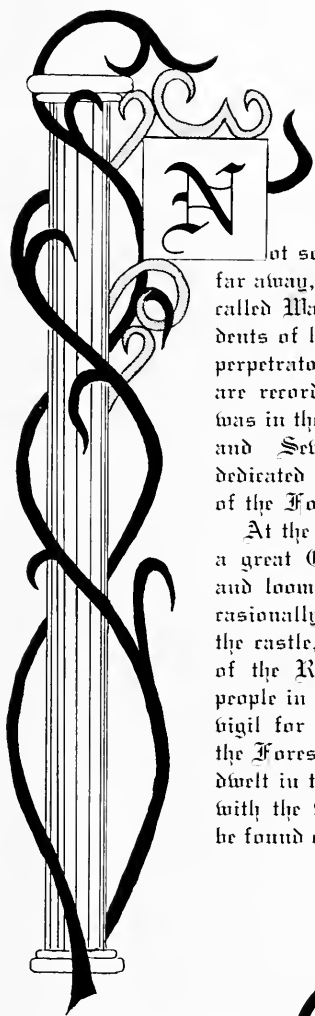 N
ot so
far away,
called Wa
dents of l
perpetrato
are record
was in the
and Sev
dedicated
of the Fo
At the
a great C
and loom
casionally
the castle,
of the R
people in
vigil for
the Fores
dwelt in t
with the
be found o